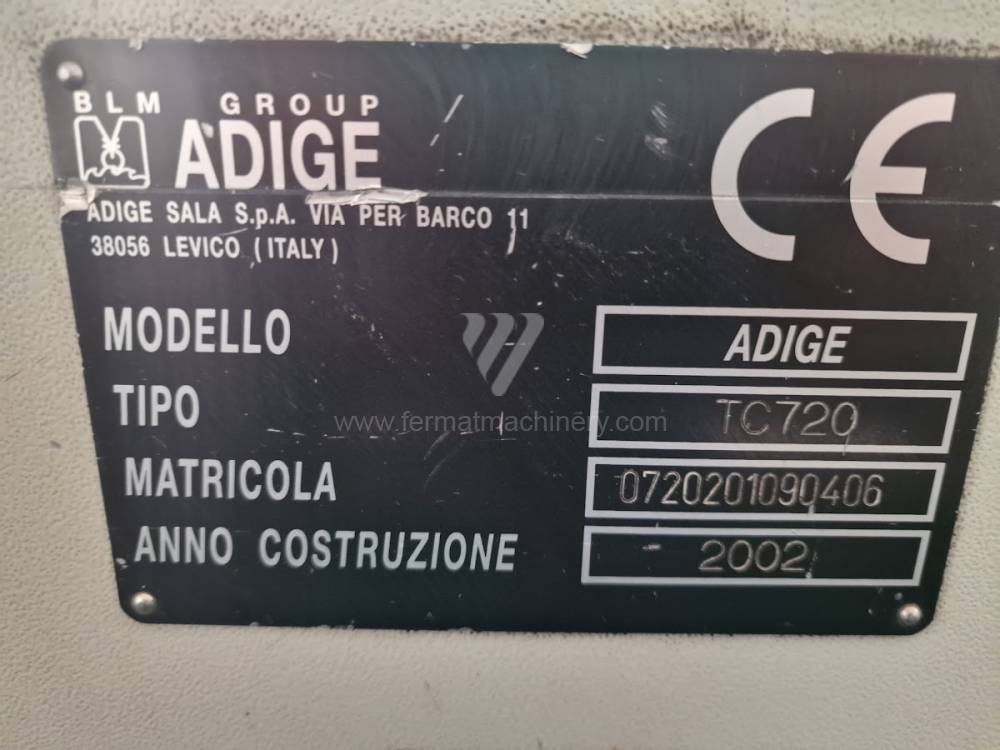 BLM GROUP
ADIGE
ADIGE SALA S.p.A. VIA PER BARCO 11
38056 LEVICO (ITALY)
CE
MODELLO ADIGE
TIPO TC720
www.fermatmachinery.com
MATRICOLA 0720201090406
ANNO COSTRUZIONE 2002